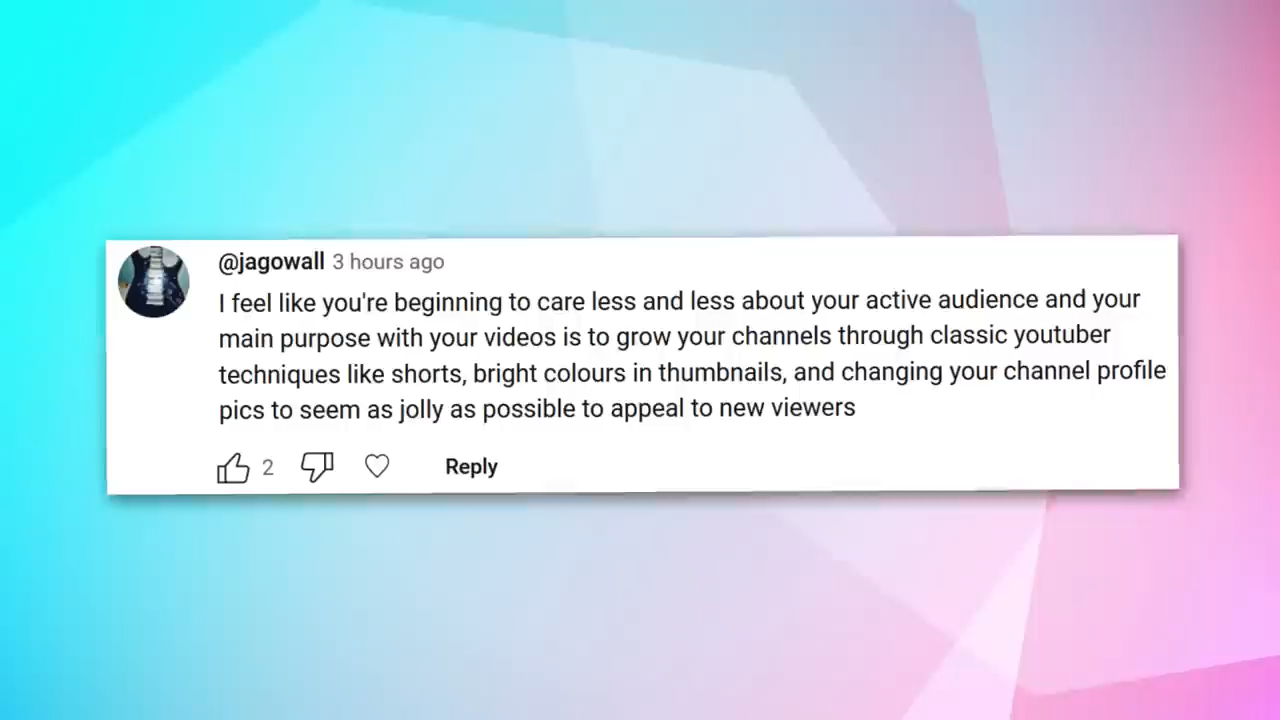 @jagowall 3 hours ago
I feel like you're beginning to care less and less about your active audience and your
main purpose with your videos is to grow your channels through classic youtuber
techniques like shorts, bright colours in thumbnails, and changing your channel profile
pics to seem as jolly as possible to appeal to new viewers
2 Reply